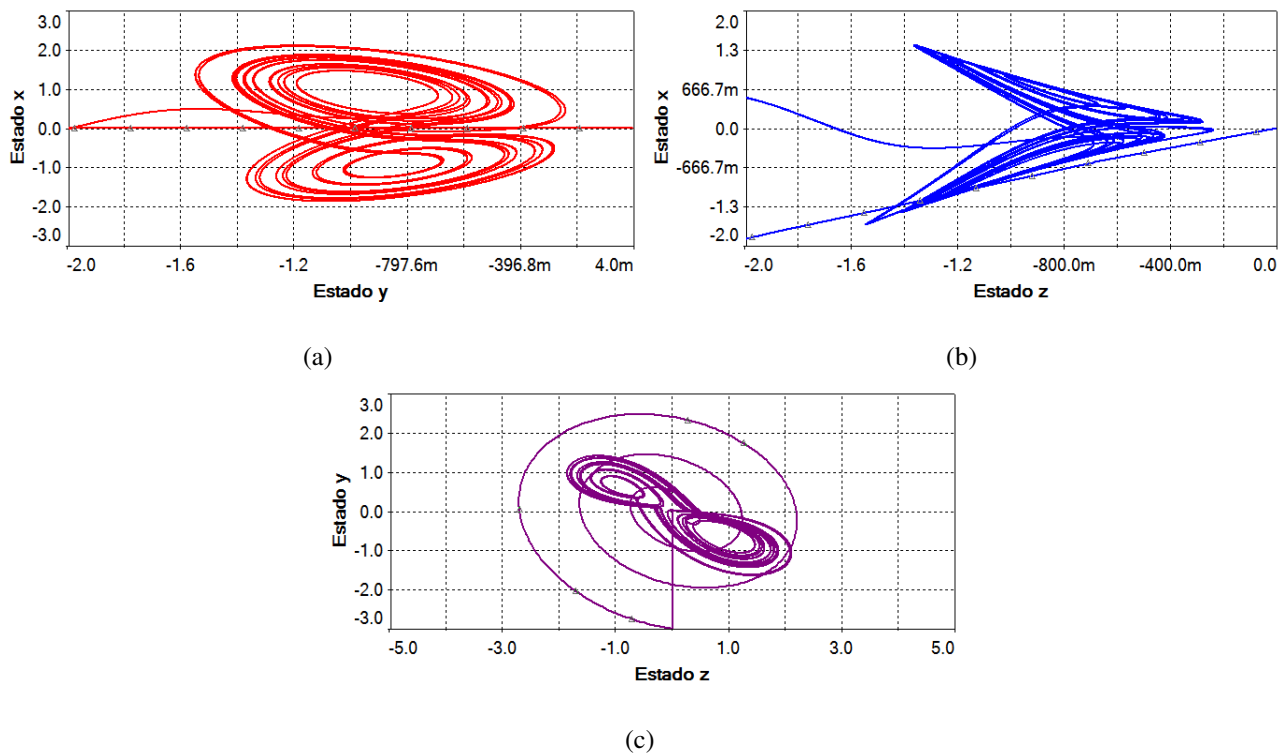 3.0
2.0
1.0
0.0
-1.0
-2.0
-3.0
Estado x
-2.0 -1.6 -1.2 -797.6m -396.8m 4.0m
Estado y
(a)
2.0
1.3
666.7m
0.0
-666.7m
-1.3
-2.0
Estado x
-2.0 -1.6 -1.2 -800.0m -400.0m 0.0
Estado z
(b)
3.0
2.0
1.0
0.0
-1.0
-2.0
-3.0
Estado y
-5.0 -3.0 -1.0 1.0 3.0 5.0
Estado z
(c)